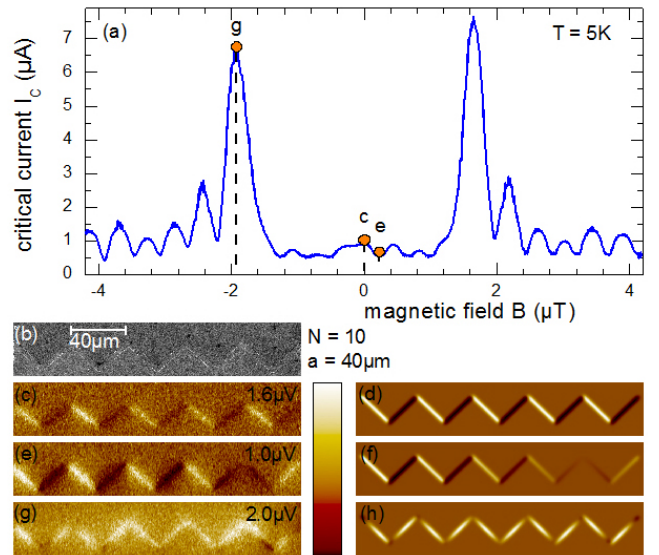 (a)
g
T = 5K
critical current I_c (µA)
7
6
5
4
3
2
1
0
c
e
-4
-2
0
2
4
magnetic field B (µT)
(b)
40µm
N = 10
a = 40µm
(c)
1.6µV
(d)
(e)
1.0µV
(f)
(g)
2.0µV
(h)